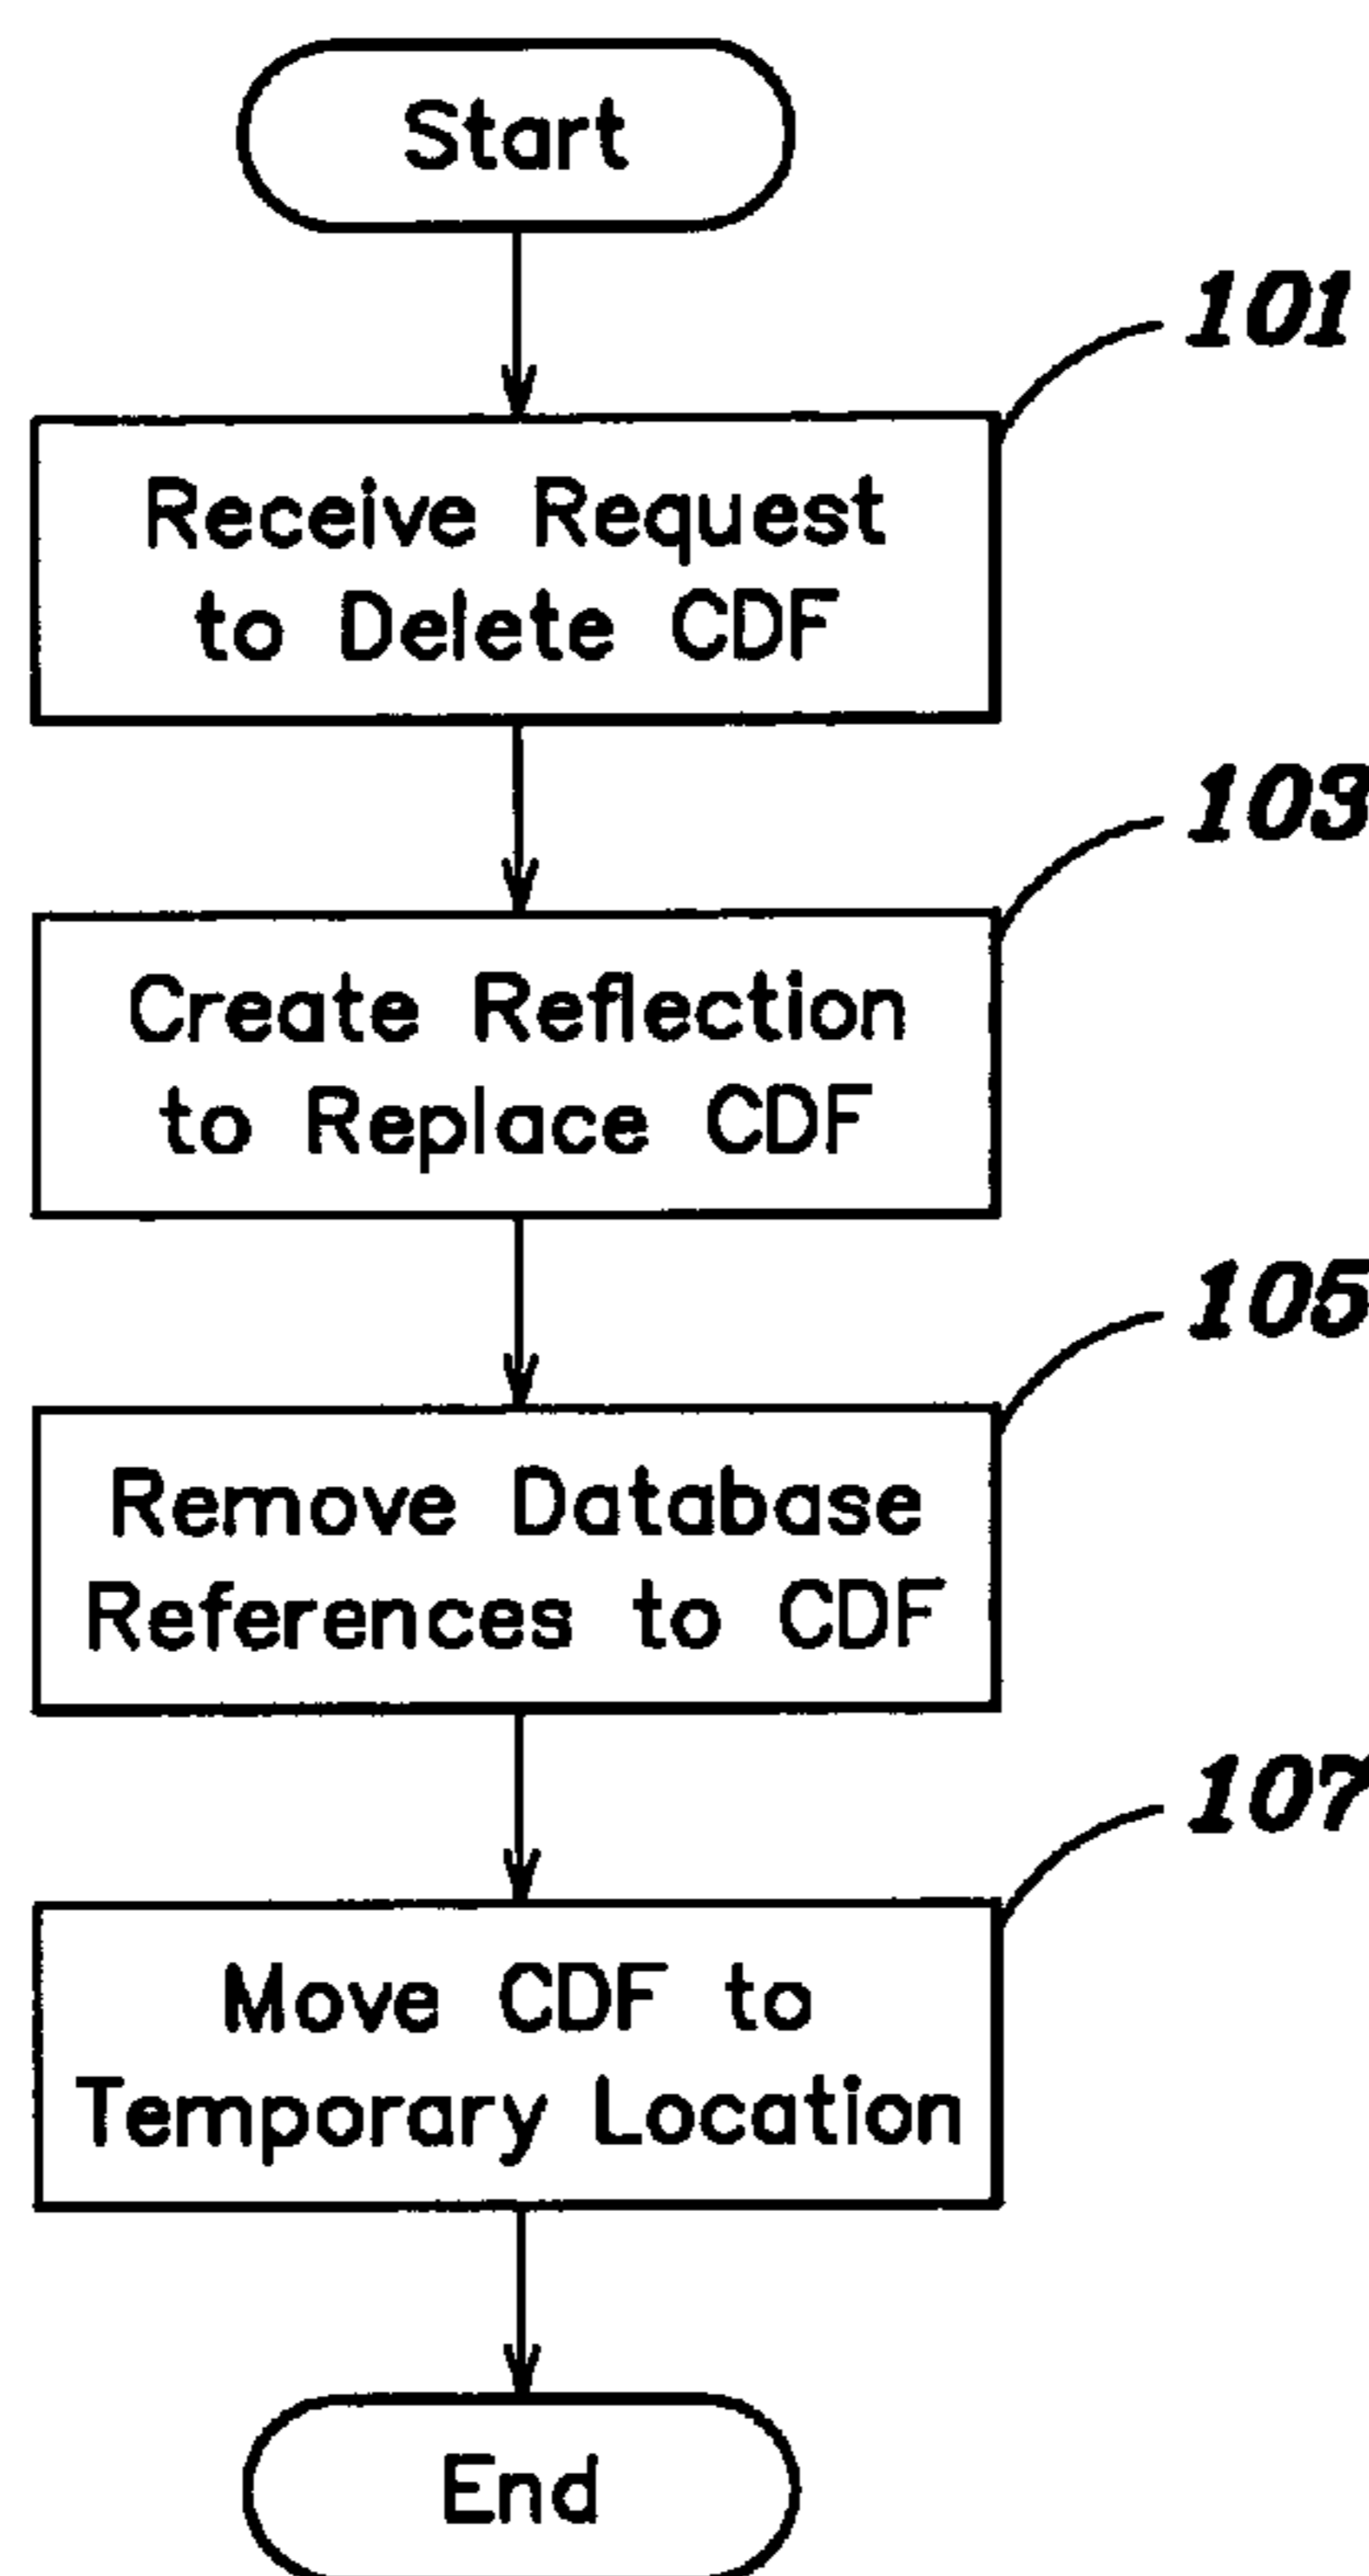 Start
101
Receive Request
to Delete CDF
103
Create Reflection
to Replace CDF
105
Remove Database
References to CDF
107
Move CDF to
Temporary Location
End